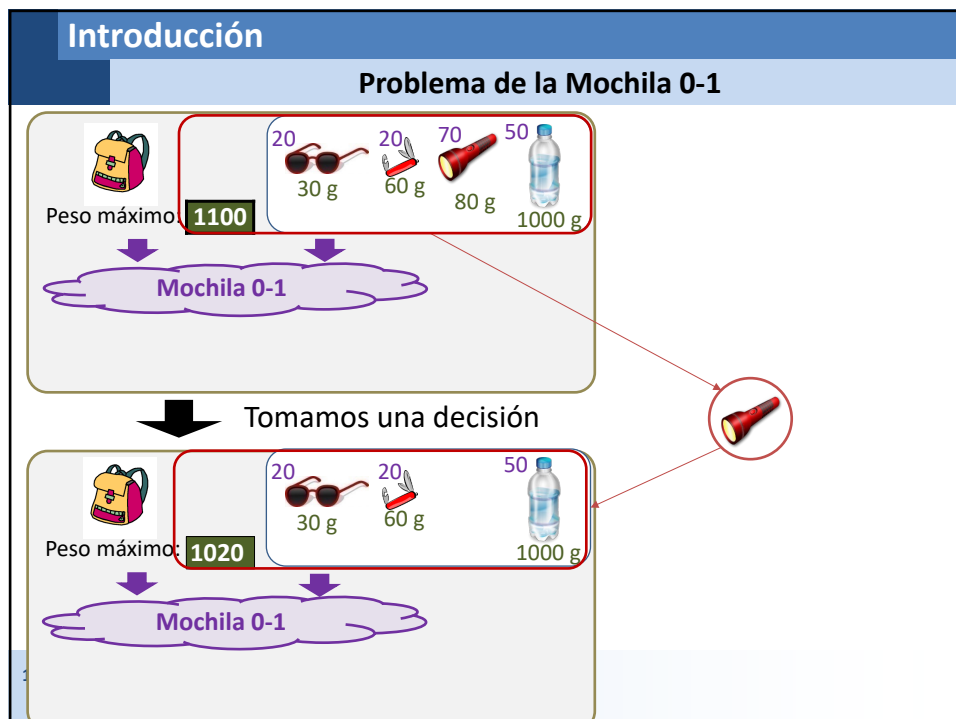 Introducción
Problema de la Mochila 0-1
20 20 70 50
30 g 60 g 80 g 1000 g
Peso máximo: 1100
Mochila 0-1
Tomamos una decisión
20 20 50
30 g 60 g 1000 g
Peso máximo: 1020
Mochila 0-1